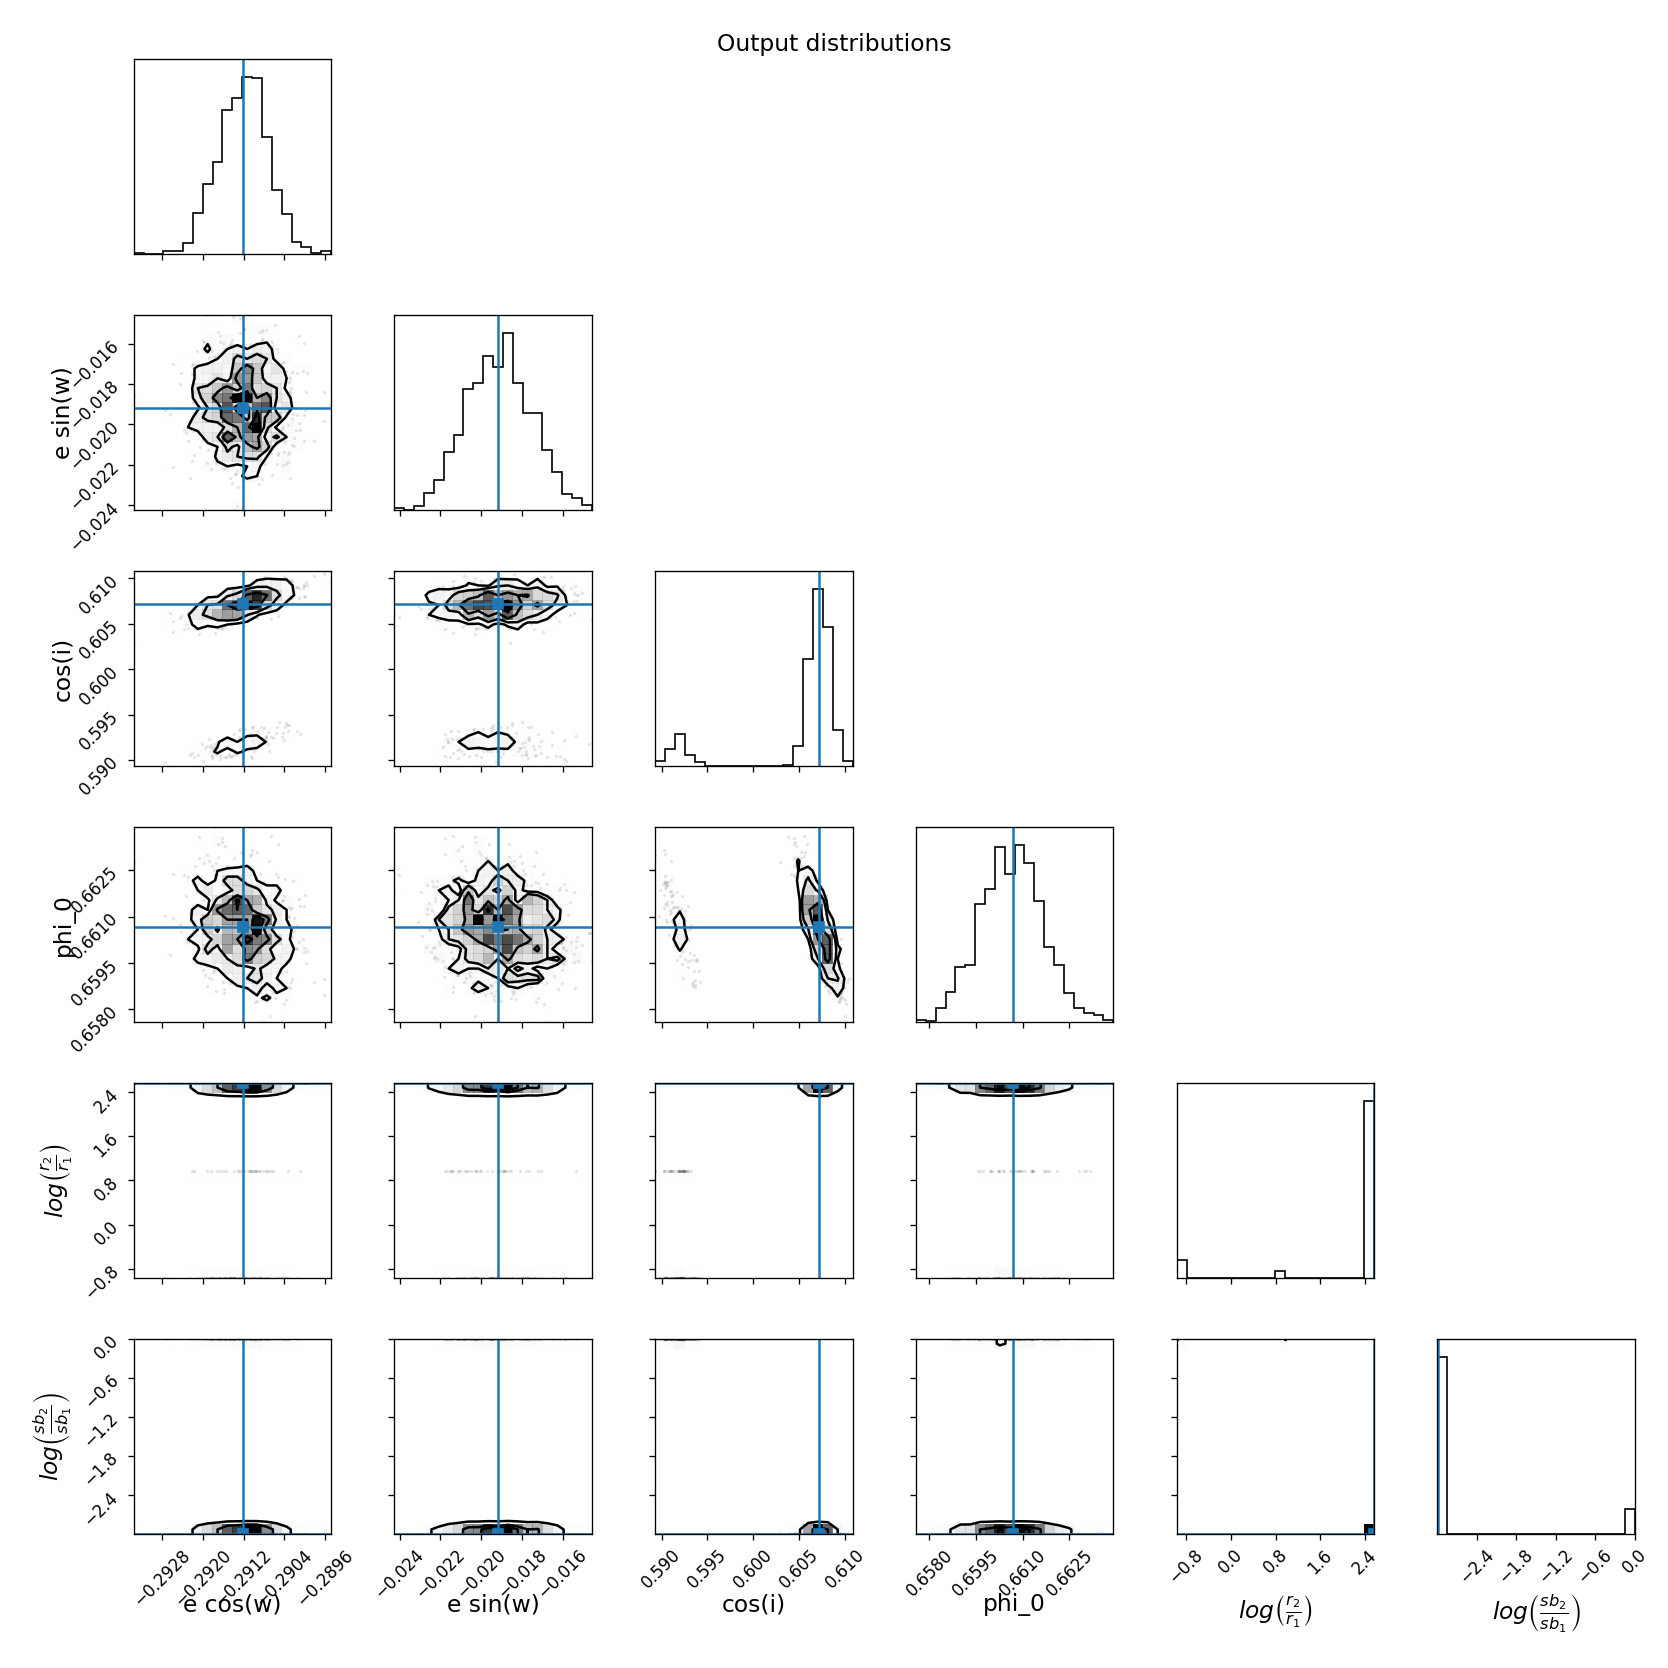 Output distributions
e sin(w)
−0.016
−0.018
−0.020
−0.022
−0.024
cos(i)
0.610
0.605
0.600
0.595
0.590
phi_0
0.6625
0.6610
0.6595
0.6580
log(r₂/r₁)
2.4
1.6
0.8
0.0
−0.8
log(sb₂/sb₁)
0.0
−0.6
−1.2
−1.8
−2.4
−0.2928 −0.2920 −0.2912 −0.2904 −0.2896
−0.024 −0.022 −0.020 −0.018 −0.016
0.590 0.595 0.600 0.605 0.610
0.6580 0.6595 0.6610 0.6625
−0.8 0.0 0.8 1.6 2.4
−2.4 −1.8 −1.2 −0.6 0.0
e cos(w)
e sin(w)
cos(i)
phi_0
log(r₂/r₁)
log(sb₂/sb₁)